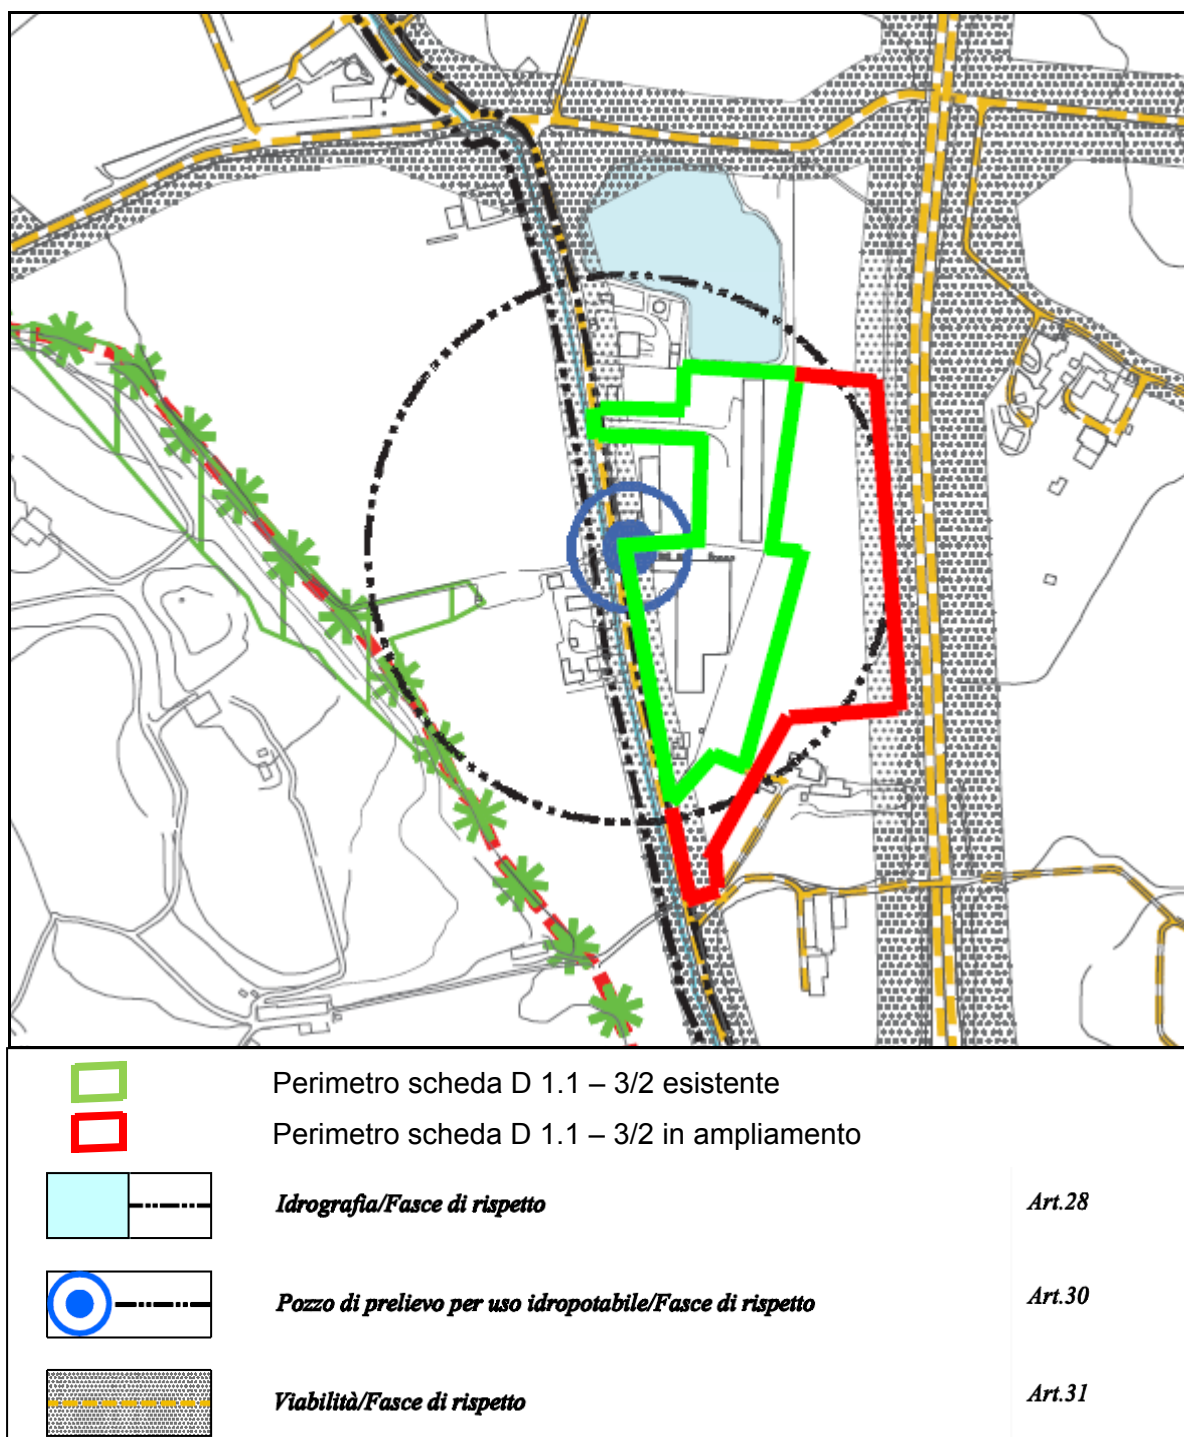 Perimetro scheda D 1.1 – 3/2 esistente
Perimetro scheda D 1.1 – 3/2 in ampliamento
Idrografia/Fasce di rispetto Art.28
Pozzo di prelievo per uso idropotabile/Fasce di rispetto Art.30
Viabilità/Fasce di rispetto Art.31